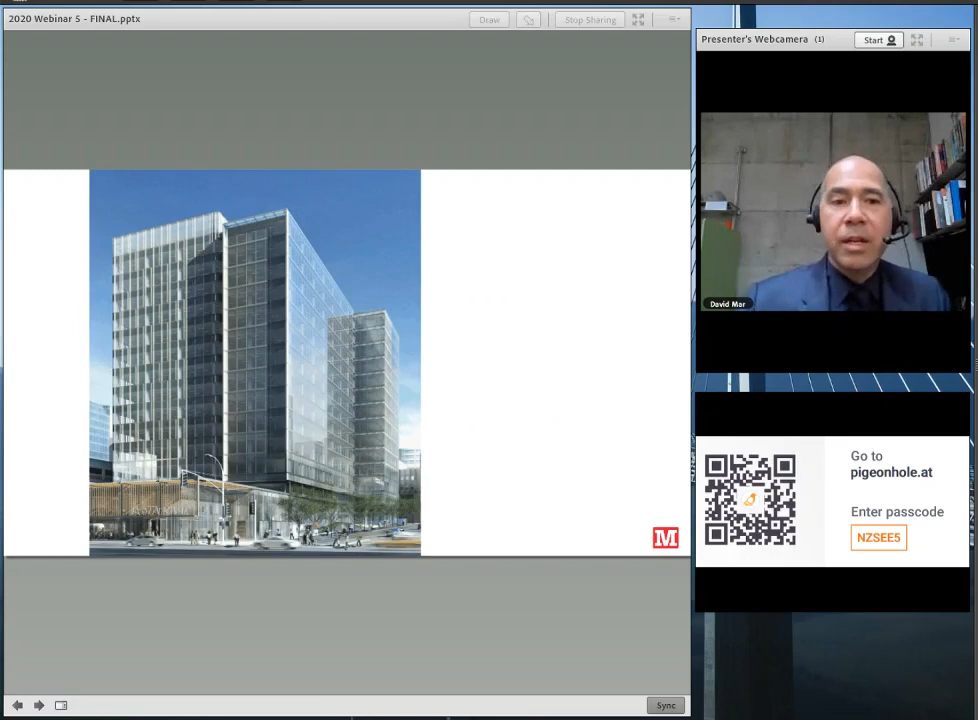 2020 Webinar 5 - FINAL.pptx
Draw
Stop Sharing
Presenter's Webcamera (1)
Start
David Mar
M
Go to
pigeonhole.at
Enter passcode
NZSEE5
Sync